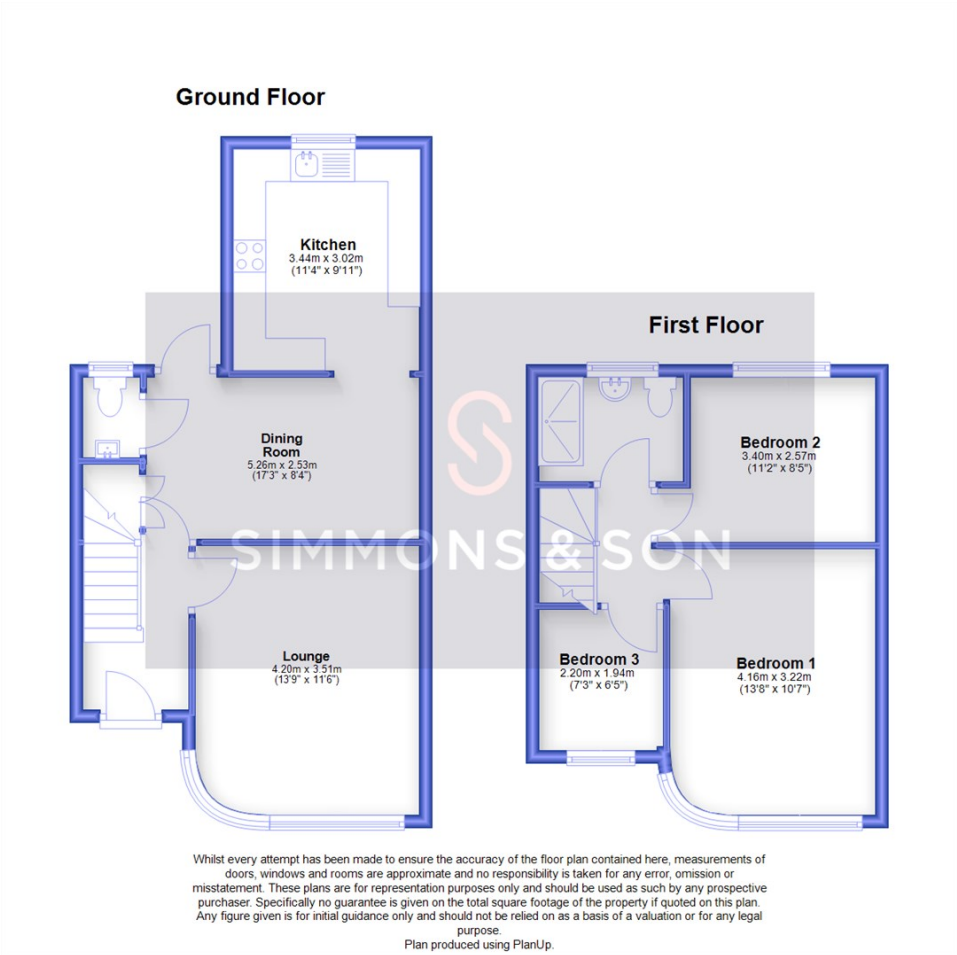 Ground Floor
Kitchen
3.44m x 3.02m
(11'4" x 9'11")
First Floor
Dining
Room
5.26m x 2.53m
(17'3" x 8'4")
Bedroom 2
3.40m x 2.57m
(11'2" x 8'5")
SIMMONS & SON
Lounge
4.20m x 3.51m
(13'9" x 11'6")
Bedroom 3
2.20m x 1.94m
(7'3" x 6'5")
Bedroom 1
4.16m x 3.22m
(13'8" x 10'7")
Whilst every attempt has been made to ensure the accuracy of the floor plan contained here, measurements of
doors, windows and rooms are approximate and no responsibility is taken for any error, omission or
misstatement. These plans are for representation purposes only and should be used as such by any prospective
purchaser. Specifically no guarantee is given on the total square footage of the property if quoted on this plan.
Any figure given is for initial guidance only and should not be relied on as a basis of a valuation or for any legal
purpose.
Plan produced using PlanUp.